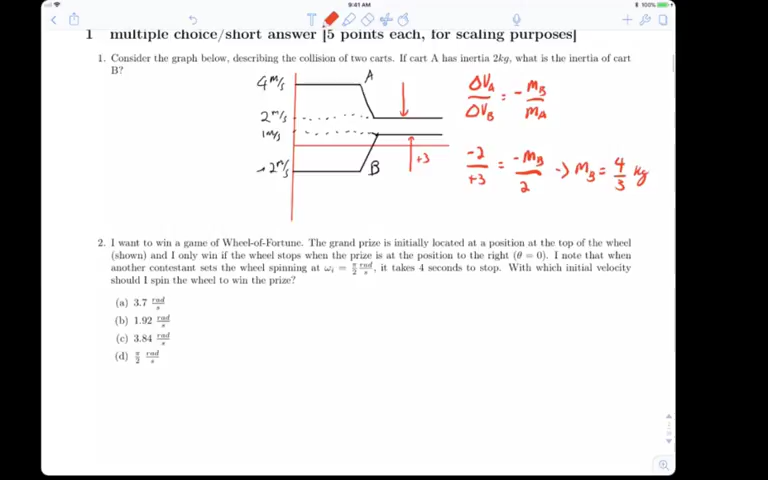 9:41 AM
100%
1 multiple choice/short answer [5 points each, for scaling purposes]
1. Consider the graph below, describing the collision of two carts. If cart A has inertia 2kg, what is the inertia of cart
B?
4 m/s
A
2 m/s
1 m/s
-2 m/s
B
+3
ΔVA/ΔVB = -MB/MA
-2/+3 = -MB/2 -> MB = 4/3 kg
2. I want to win a game of Wheel-of-Fortune. The grand prize is initially located at a position at the top of the wheel
(shown) and I only win if the wheel stops when the prize is at the position to the right (θ = 0). I note that when
another contestant sets the wheel spinning at ωi = π/2 rad/s, it takes 4 seconds to stop. With which initial velocity
should I spin the wheel to win the prize?
(a) 3.7 rad/s
(b) 1.92 rad/s
(c) 3.84 rad/s
(d) π/2 rad/s